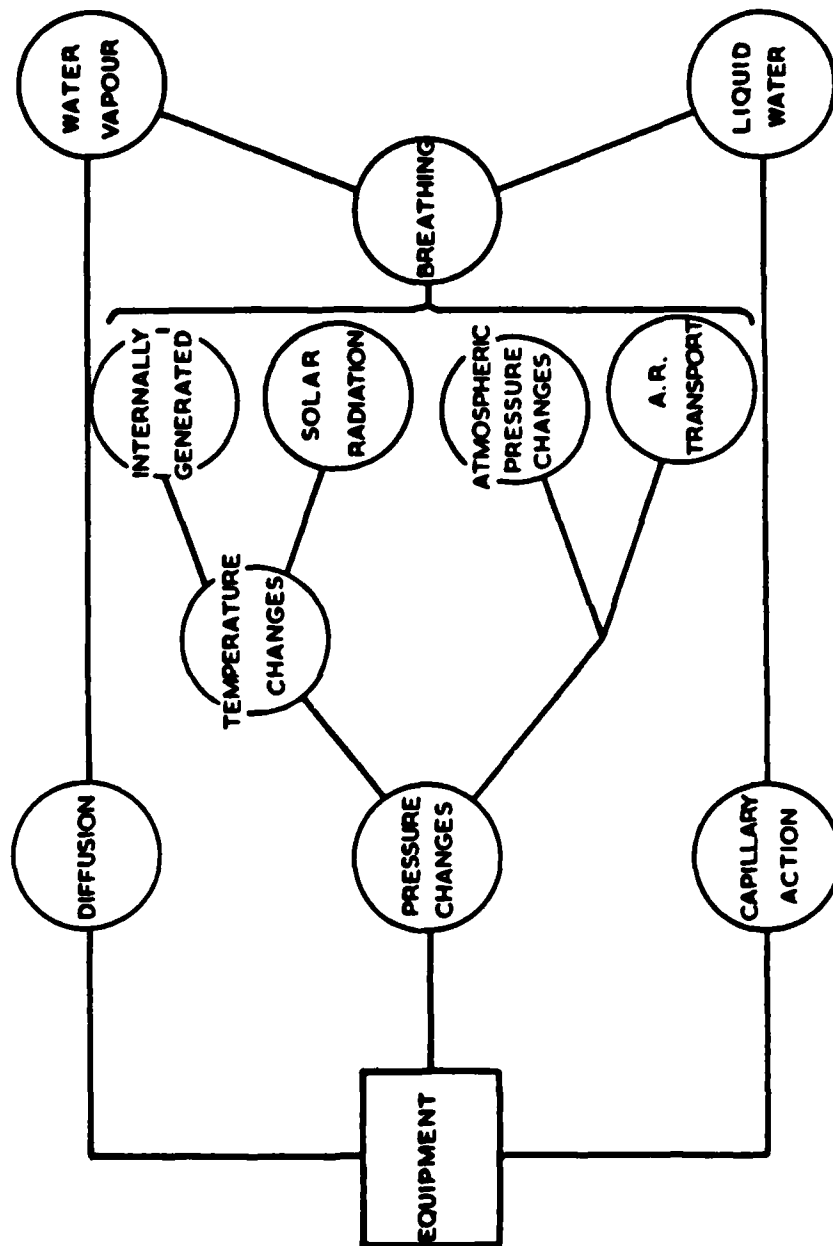 DIFFUSION
WATER
VAPOUR
INTERNALLY
GENERATED
TEMPERATURE
CHANGES
SOLAR
RADIATION
EQUIPMENT
PRESSURE
CHANGES
BREATHING
ATMOSPHERIC
PRESSURE
CHANGES
A.R.
TRANSPORT
CAPILLARY
ACTION
LIQUID
WATER